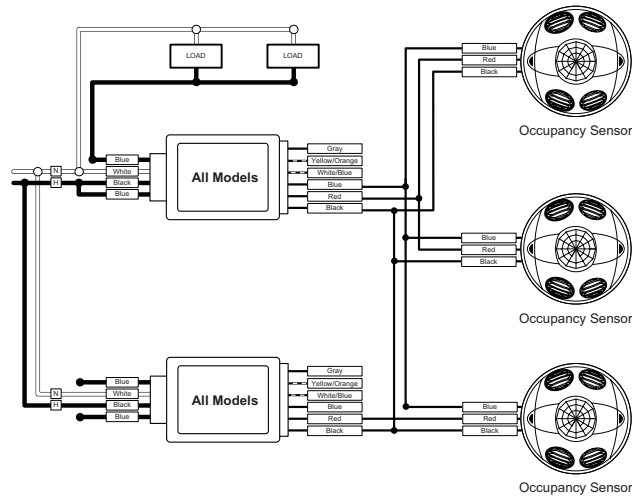 LOAD
LOAD
Blue
Red
Black
Occupancy Sensor
Blue
N
White
H
Black
Blue
All Models
Gray
Yellow/Orange
White/Blue
Blue
Red
Black
Blue
Red
Black
Occupancy Sensor
Blue
N
White
H
Black
Blue
All Models
Gray
Yellow/Orange
White/Blue
Blue
Red
Black
Blue
Red
Black
Occupancy Sensor